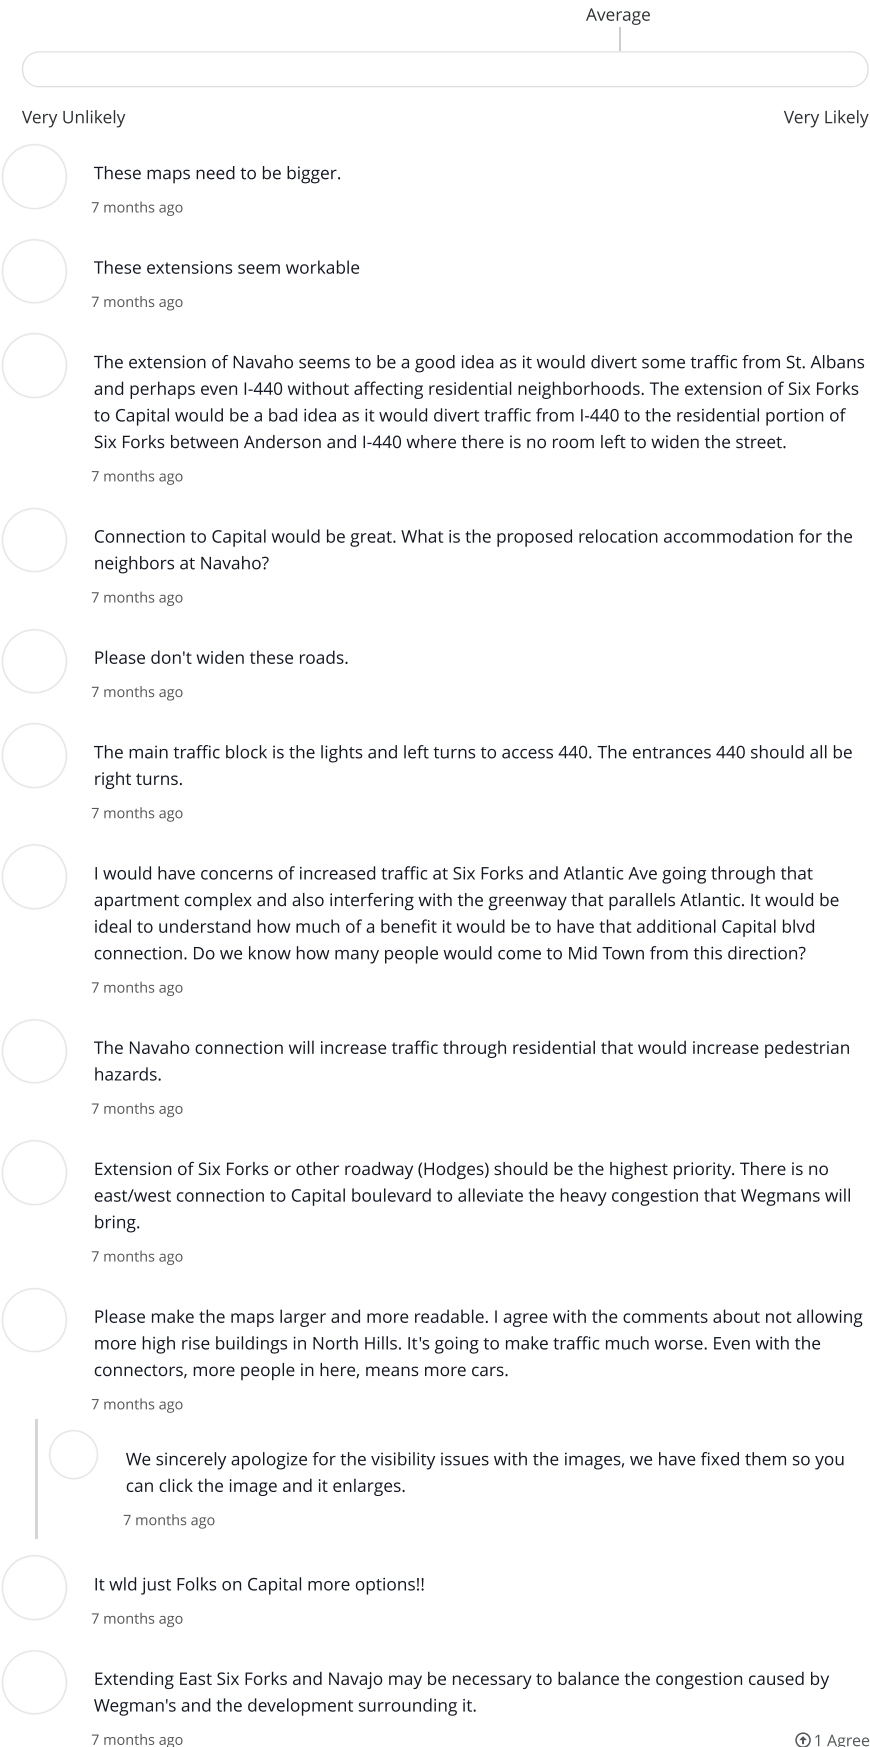 Average
Very Unlikely
Very Likely
These maps need to be bigger.
7 months ago
These extensions seem workable
7 months ago
The extension of Navaho seems to be a good idea as it would divert some traffic from St. Albans
and perhaps even I-440 without affecting residential neighborhoods. The extension of Six Forks
to Capital would be a bad idea as it would divert traffic from I-440 to the residential portion of
Six Forks between Anderson and I-440 where there is no room left to widen the street.
7 months ago
Connection to Capital would be great. What is the proposed relocation accommodation for the
neighbors at Navaho?
7 months ago
Please don't widen these roads.
7 months ago
The main traffic block is the lights and left turns to access 440. The entrances 440 should all be
right turns.
7 months ago
I would have concerns of increased traffic at Six Forks and Atlantic Ave going through that
apartment complex and also interfering with the greenway that parallels Atlantic. It would be
ideal to understand how much of a benefit it would be to have that additional Capital blvd
connection. Do we know how many people would come to Mid Town from this direction?
7 months ago
The Navaho connection will increase traffic through residential that would increase pedestrian
hazards.
7 months ago
Extension of Six Forks or other roadway (Hodges) should be the highest priority. There is no
east/west connection to Capital boulevard to alleviate the heavy congestion that Wegmans will
bring.
7 months ago
Please make the maps larger and more readable. I agree with the comments about not allowing
more high rise buildings in North Hills. It's going to make traffic much worse. Even with the
connectors, more people in here, means more cars.
7 months ago
We sincerely apologize for the visibility issues with the images, we have fixed them so you
can click the image and it enlarges.
7 months ago
It wld just Folks on Capital more options!!
7 months ago
Extending East Six Forks and Navajo may be necessary to balance the congestion caused by
Wegman's and the development surrounding it.
7 months ago
1 Agree